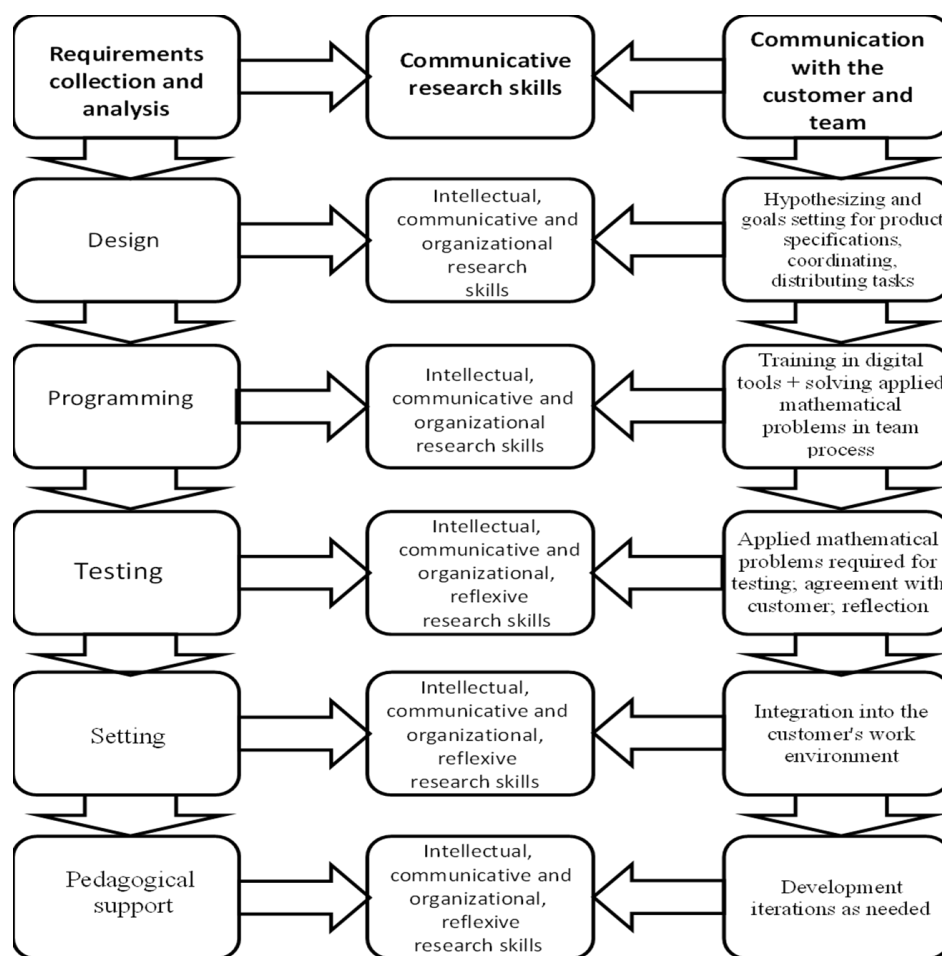 Requirements
collection and
analysis
Communicative
research skills
Communication
with the
customer and
team
Design
Intellectual,
communicative and
organizational
research
skills
Hypothesizing and
goals setting for product
specifications,
coordinating,
distributing tasks
Programming
Intellectual,
communicative and
organizational
research skills
Training in digital
tools + solving applied
mathematical
problems in team
process
Testing
Intellectual,
communicative and
organizational,
reflexive
research skills
Applied mathematical
problems required for
testing; agreement with
customer; reflection
Setting
Intellectual,
communicative and
organizational,
reflexive
research skills
Integration into the
customer's work
environment
Pedagogical
support
Intellectual,
communicative and
organizational,
reflexive
research skills
Development
iterations as needed